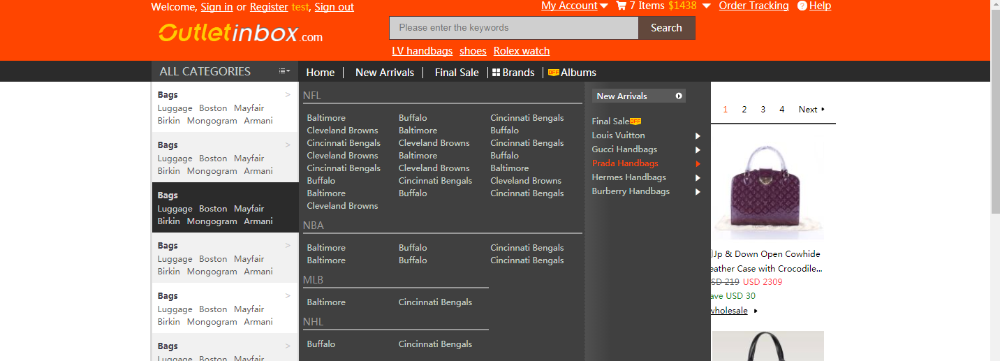 Welcome, Sign in or Register test, Sign out
My Account 7 Items $1438 Order Tracking ? Help
Outletinbox.com
Please enter the keywords Search
LV handbags shoes Rolex watch
ALL CATEGORIES
Home New Arrivals Final Sale Brands OFF Albums
Bags >
Luggage Boston Mayfair
Birkin Mongogram Armani
Bags >
Luggage Boston Mayfair
Birkin Mongogram Armani
Bags
Luggage Boston Mayfair
Birkin Mongogram Armani
Bags >
Luggage Boston Mayfair
Birkin Mongogram Armani
Bags >
Luggage Boston Mayfair
Birkin Mongogram Armani
Bags >
Luggage Boston Mayfair
NFL
Baltimore Buffalo Cincinnati Bengals
Cleveland Browns Baltimore Buffalo
Cincinnati Bengals Cleveland Browns Cincinnati Bengals
Cleveland Browns Baltimore Buffalo
Cincinnati Bengals Cleveland Browns Baltimore
Buffalo Cincinnati Bengals Cleveland Browns
Baltimore Buffalo Cincinnati Bengals
Cleveland Browns
NBA
Baltimore Buffalo Cincinnati Bengals
Baltimore Buffalo Cincinnati Bengals
MLB
Baltimore Cincinnati Bengals
NHL
Buffalo Cincinnati Bengals
New Arrivals
Final Sale OFF
Louis Vuitton
Gucci Handbags
Prada Handbags
Hermes Handbags
Burberry Handbags
1 2 3 4 Next
Up & Down Open Cowhide
eather Case with Crocodile...
SD 219 USD 2309
ave USD 30
wholesale